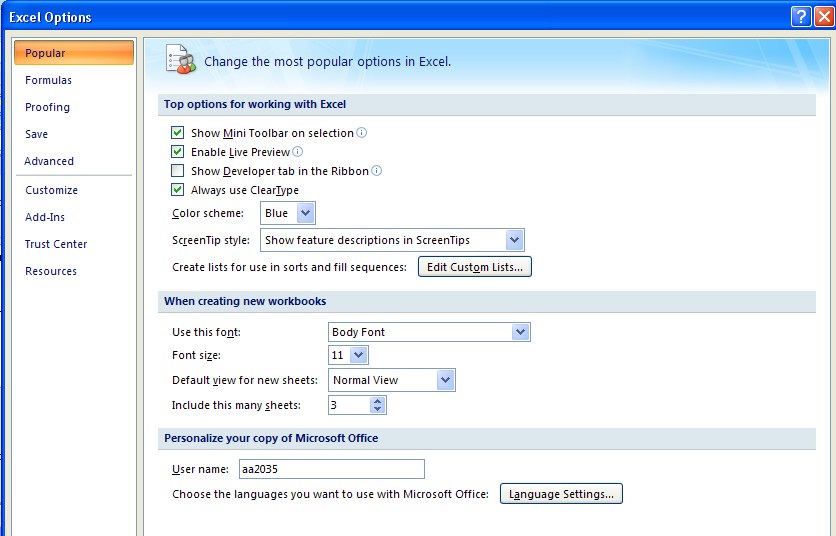 Excel Options
Popular
Formulas
Proofing
Save
Advanced
Customize
Add-Ins
Trust Center
Resources
Change the most popular options in Excel.
Top options for working with Excel
Show Mini Toolbar on selection
Enable Live Preview
Show Developer tab in the Ribbon
Always use ClearType
Color scheme: Blue
ScreenTip style: Show feature descriptions in ScreenTips
Create lists for use in sorts and fill sequences: Edit Custom Lists...
When creating new workbooks
Use this font: Body Font
Font size: 11
Default view for new sheets: Normal View
Include this many sheets: 3
Personalize your copy of Microsoft Office
User name: aa2035
Choose the languages you want to use with Microsoft Office: Language Settings...